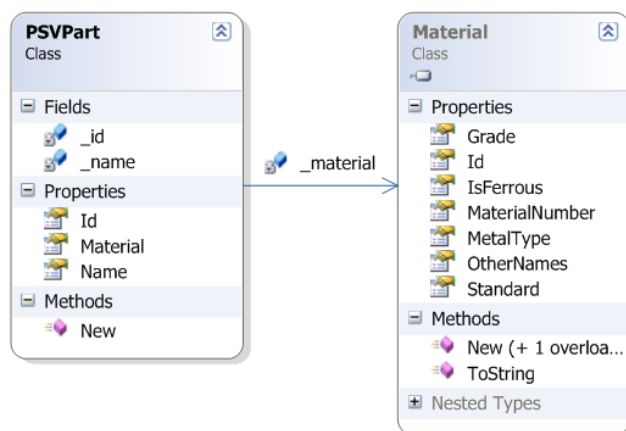 PSVPart
Class
Fields
_id
_name
Properties
Id
Material
Name
Methods
New
_material
Material
Class
Properties
Grade
Id
IsFerrous
MaterialNumber
MetalType
OtherNames
Standard
Methods
New (+ 1 overloa...
ToString
Nested Types